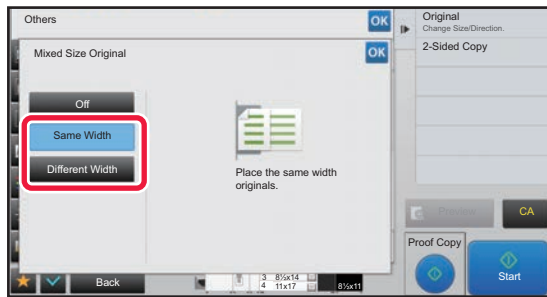 Others
OK
Original
Change Size/Direction.
Mixed Size Original
OK
2-Sided Copy
Off
Same Width
Different Width
Place the same width
originals.
Preview
CA
Proof Copy
Start
Back
3 8½x14
4 11x17
8½x11